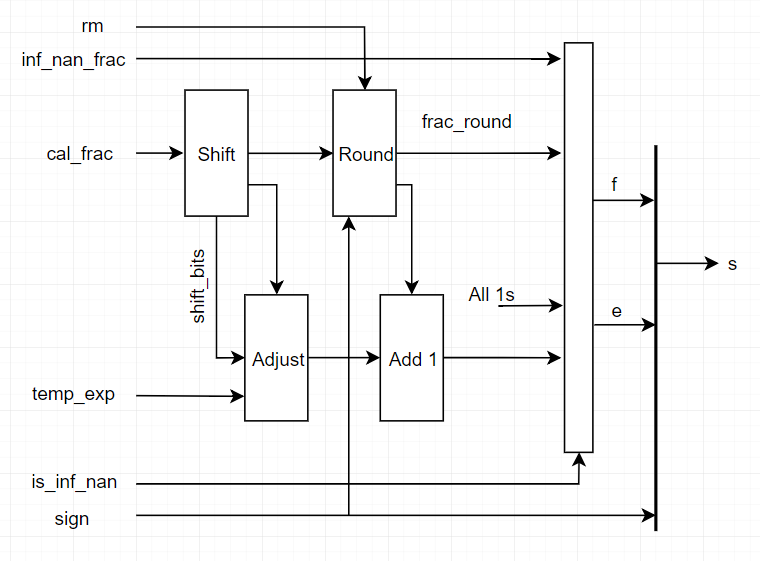 rm
inf_nan_frac
frac_round
cal_frac
Shift
Round
f
shift_bits
s
All 1s
e
Adjust
Add 1
temp_exp
is_inf_nan
sign